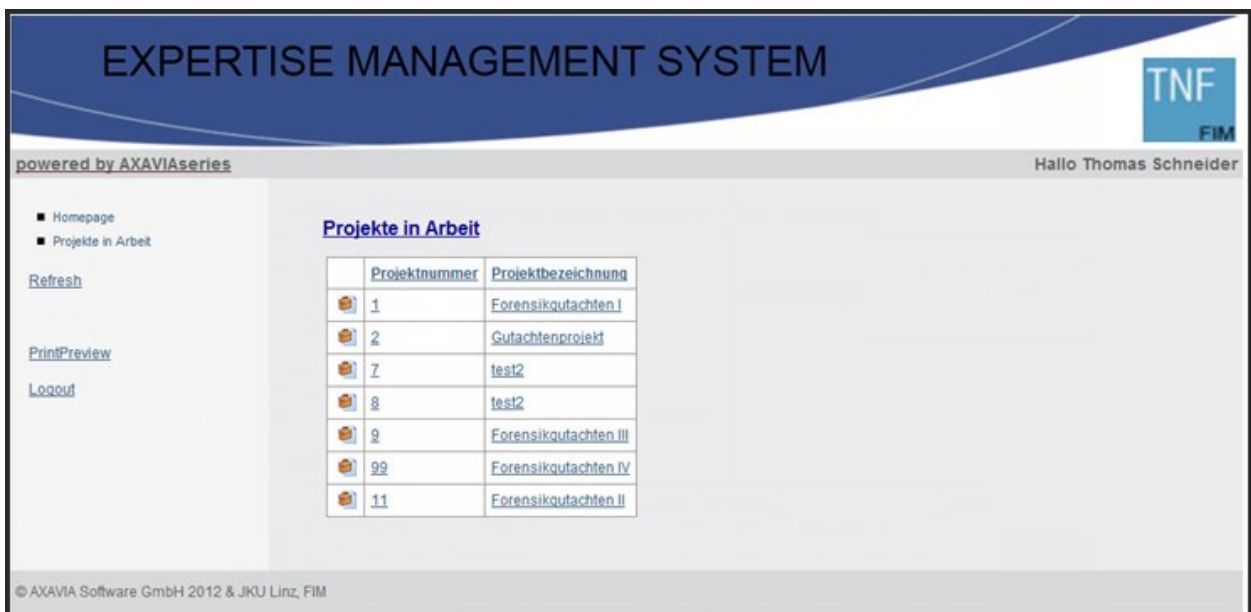 EXPERTISE MANAGEMENT SYSTEM
TNF
FIM
powered by AXAVIAseries
Hallo Thomas Schneider
Homepage
Projekte in Arbeit
Refresh
PrintPreview
Logout
Projekte in Arbeit
Projektnummer Projektbezeichnung
1 Forensikgutachten I
2 Gutachtenprojekt
7 test2
8 test2
9 Forensikgutachten III
99 Forensikgutachten IV
11 Forensikgutachten II
© AXAVIA Software GmbH 2012 & JKU Linz, FIM